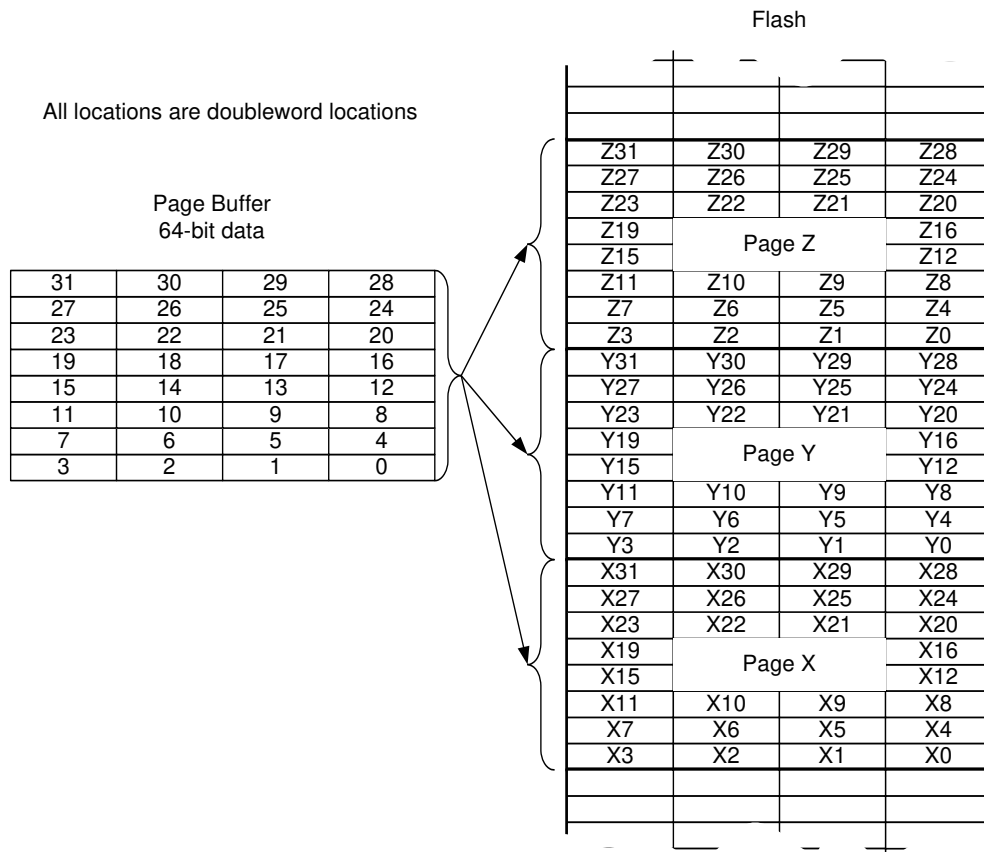 Flash
All locations are doubleword locations
Page Buffer
64-bit data
31 30 29 28
27 26 25 24
23 22 21 20
19 18 17 16
15 14 13 12
11 10 9 8
7 6 5 4
3 2 1 0
Z31 Z30 Z29 Z28
Z27 Z26 Z25 Z24
Z23 Z22 Z21 Z20
Z19 Z16
Page Z
Z15 Z12
Z11 Z10 Z9 Z8
Z7 Z6 Z5 Z4
Z3 Z2 Z1 Z0
Y31 Y30 Y29 Y28
Y27 Y26 Y25 Y24
Y23 Y22 Y21 Y20
Y19 Y16
Page Y
Y15 Y12
Y11 Y10 Y9 Y8
Y7 Y6 Y5 Y4
Y3 Y2 Y1 Y0
X31 X30 X29 X28
X27 X26 X25 X24
X23 X22 X21 X20
X19 X16
Page X
X15 X12
X11 X10 X9 X8
X7 X6 X5 X4
X3 X2 X1 X0